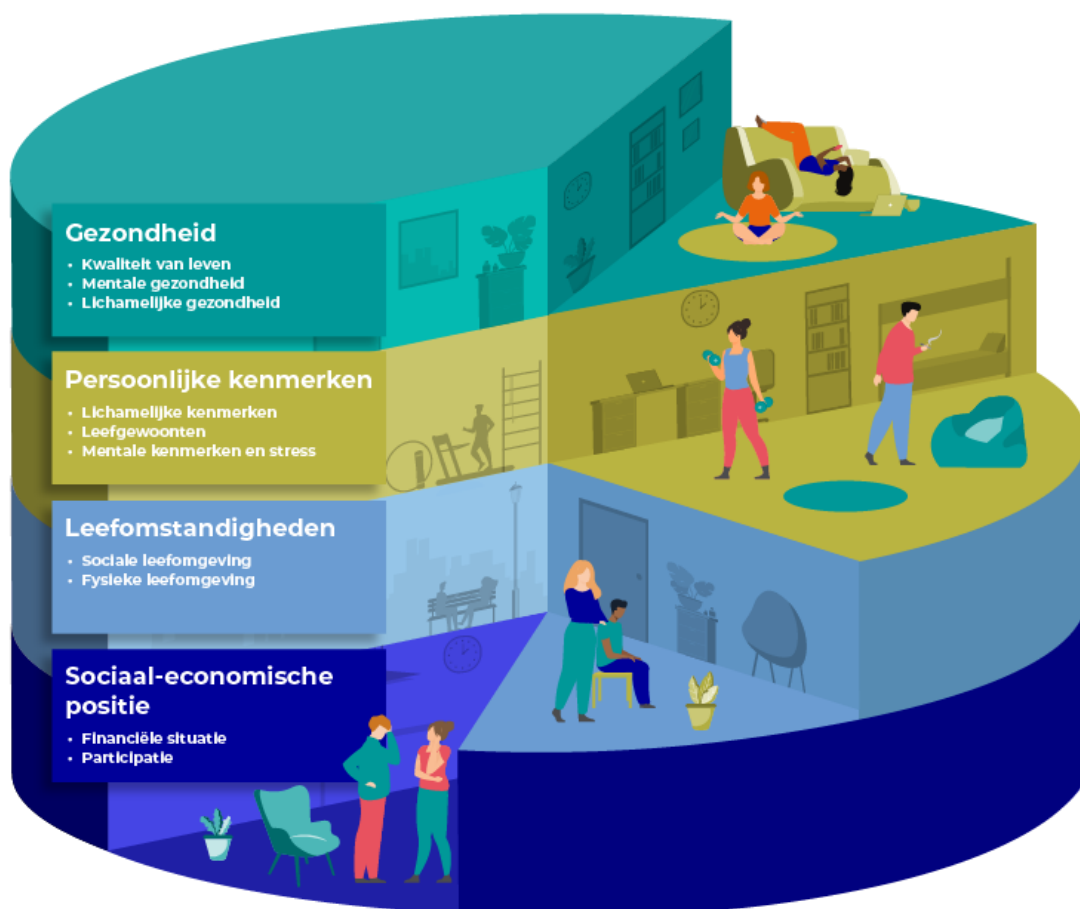 Gezondheid
• Kwaliteit van leven
• Mentale gezondheid
• Lichamelijke gezondheid
Persoonlijke kenmerken
• Lichamelijke kenmerken
• Leefgewoonten
• Mentale kenmerken en stress
Leefomstandigheden
• Sociale leefomgeving
• Fysieke leefomgeving
Sociaal-economische
positie
• Financiële situatie
• Participatie